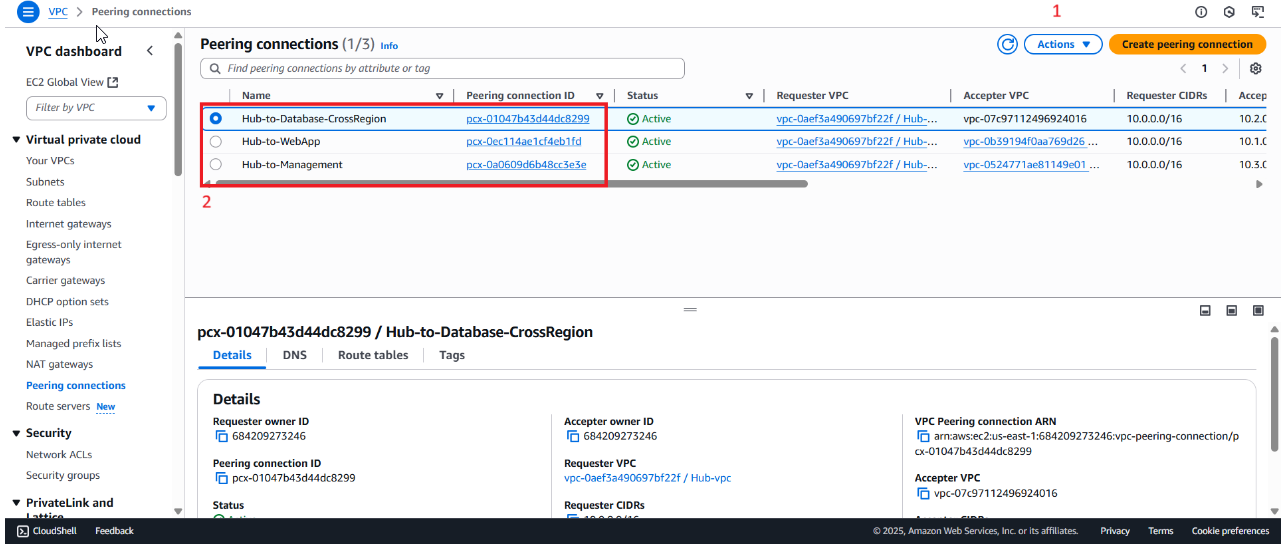 VPC > Peering connections
1
VPC dashboard
EC2 Global View
Filter by VPC
Virtual private cloud
Your VPCs
Subnets
Route tables
Internet gateways
Egress-only internet
gateways
Carrier gateways
DHCP option sets
Elastic IPs
Managed prefix lists
NAT gateways
Peering connections
Route servers New
Security
Network ACLs
Security groups
PrivateLink and
Lattice
Peering connections (1/3) Info
Actions
Create peering connection
Find peering connections by attribute or tag
1
Name Peering connection ID Status Requester VPC Accepter VPC Requester CIDRs Accep
Hub-to-Database-CrossRegion pcx-01047b43d44dc8299 Active vpc-0aef3a490697bf22f / Hub-... vpc-07c97112496924016 10.0.0.0/16 10.2.0
Hub-to-WebApp pcx-0ec114ae1cf4eb1fd Active vpc-0aef3a490697bf22f / Hub-... vpc-0b39194f0aa769d26 ... 10.0.0.0/16 10.1.0
Hub-to-Management pcx-0a0609d6b48cc3e3e Active vpc-0aef3a490697bf22f / Hub-... vpc-0524771ae81149e01 ... 10.0.0.0/16 10.3.0
2
pcx-01047b43d44dc8299 / Hub-to-Database-CrossRegion
Details DNS Route tables Tags
Details
Requester owner ID
684209273246
Peering connection ID
pcx-01047b43d44dc8299
Status
Active
Accepter owner ID
684209273246
Requester VPC
vpc-0aef3a490697bf22f / Hub-vpc
Requester CIDRs
10.0.0.0/16
VPC Peering connection ARN
arn:aws:ec2:us-east-1:684209273246:vpc-peering-connection/p
cx-01047b43d44dc8299
Accepter VPC
vpc-07c97112496924016
Accepter CIDRs
CloudShell Feedback © 2025, Amazon Web Services, Inc. or its affiliates. Privacy Terms Cookie preferences